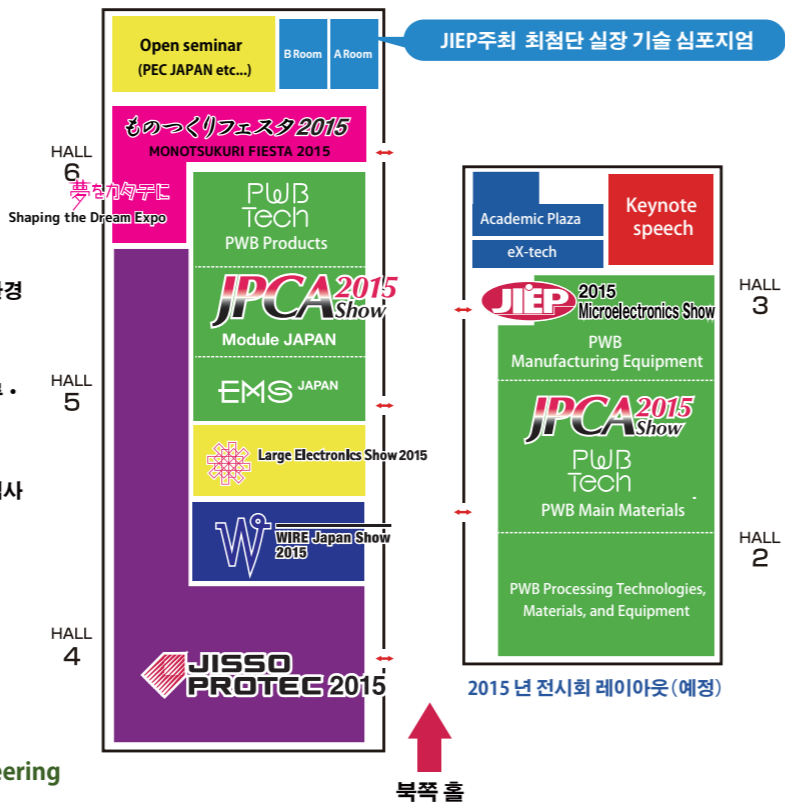 Open seminar
(PEC JAPAN etc...)
B Room
A Room
JIEP주최 최첨단 실장 기술 심포지엄
ものつくりフェスタ 2015
MONOTSUKURI FIESTA 2015
HALL
6
夢をカタチに
Shaping the Dream Expo
PWB
Tech
PWB Products
JPCA 2015
Show
Module JAPAN
HALL
5
EMS JAPAN
Large Electronics Show 2015
W
WIRE Japan Show
2015
HALL
4
JISSO
PROTEC 2015
Academic Plaza
eX-tech
Keynote
speech
HALL
3
JIEP 2015
Microelectronics Show
PWB
Manufacturing Equipment
JPCA 2015
Show
PWB
Tech
PWB Main Materials
HALL
2
PWB Processing Technologies,
Materials, and Equipment
2015 년 전시회 레이아웃 (예정)
북쪽 홀
경
사
eering